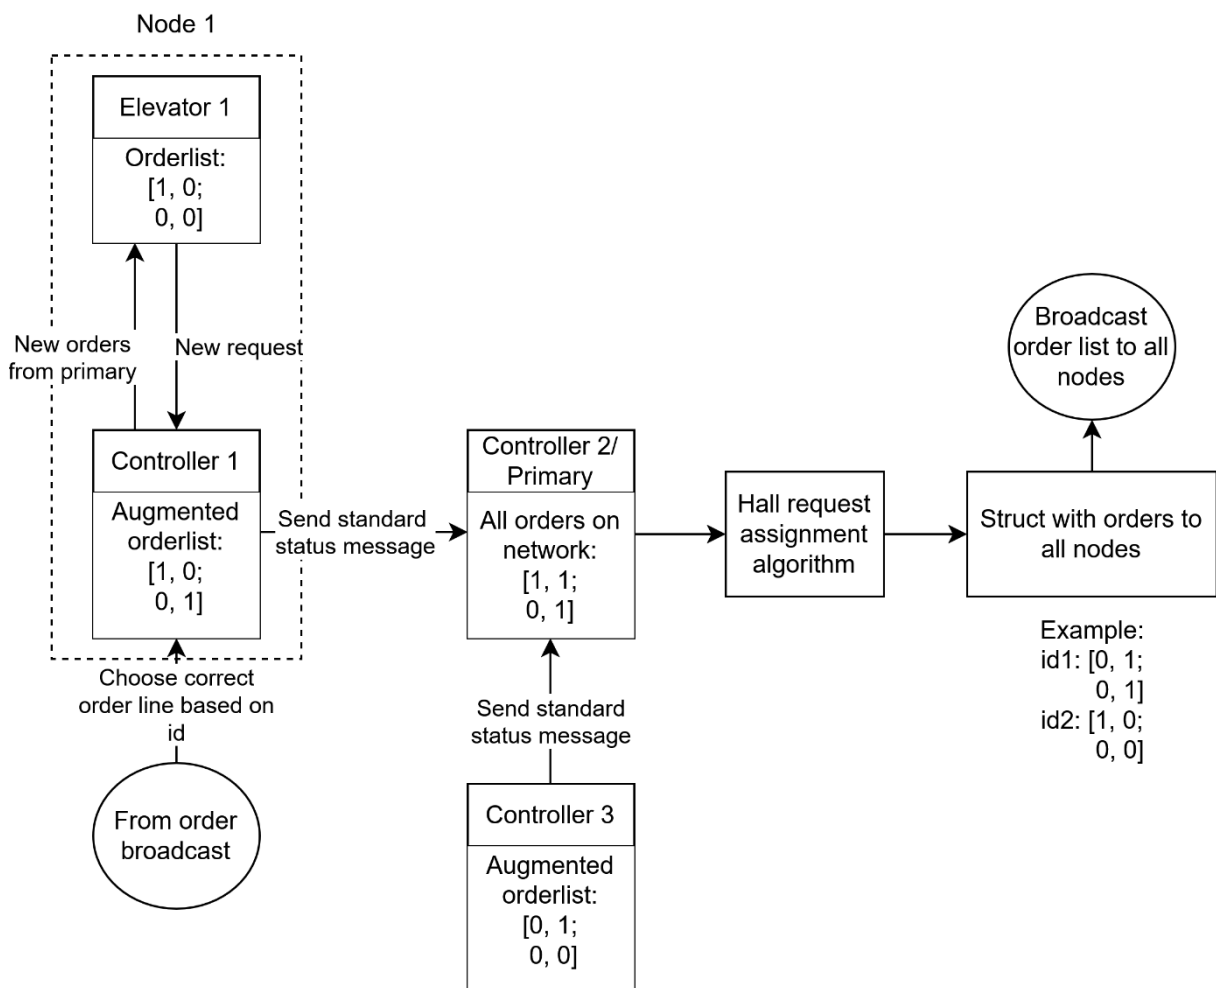 Node 1
Elevator 1
Orderlist:
[1, 0;
0, 0]
New orders
from primary
New request
Controller 1
Augmented
orderlist:
[1, 0;
0, 1]
Send standard
status message
Choose correct
order line based on
id
From order
broadcast
Controller 2/
Primary
All orders on
network:
[1, 1;
0, 1]
Send standard
status message
Controller 3
Augmented
orderlist:
[0, 1;
0, 0]
Hall request
assignment
algorithm
Broadcast
order list to all
nodes
Struct with orders to
all nodes
Example:
id1: [0, 1;
0, 1]
id2: [1, 0;
0, 0]